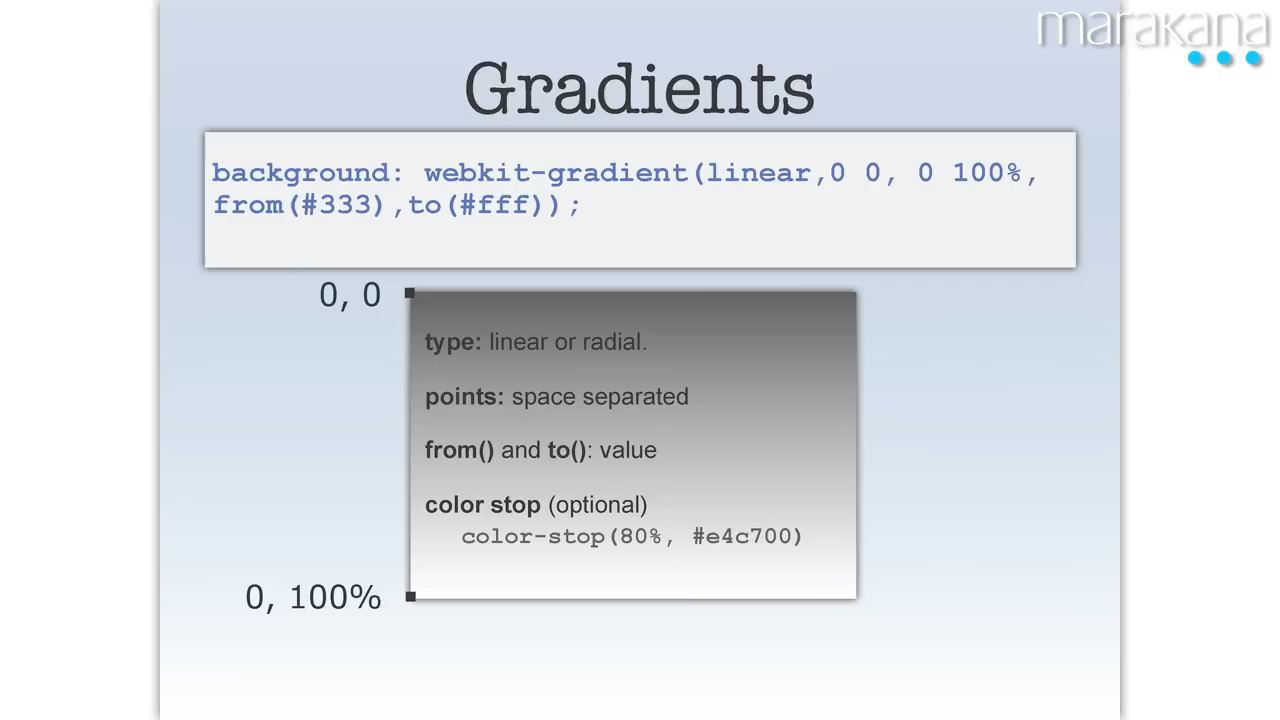 marakana
Gradients
background: webkit-gradient(linear,0 0, 0 100%,
from(#333),to(#fff));
0, 0
type: linear or radial.
points: space separated
from() and to(): value
color stop (optional)
color-stop(80%, #e4c700)
0, 100%